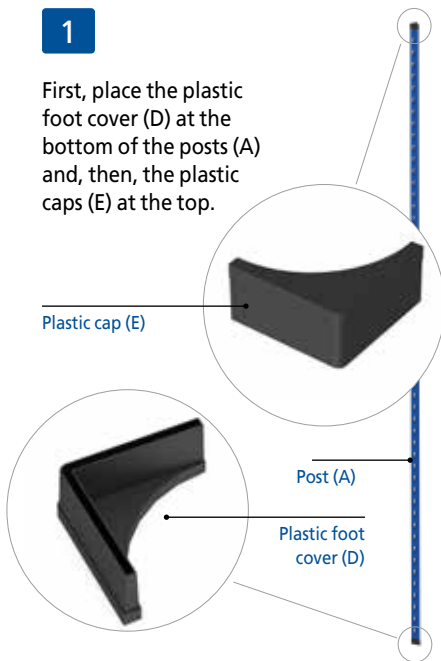 1
First, place the plastic
foot cover (D) at the
bottom of the posts (A)
and, then, the plastic
caps (E) at the top.
Plastic cap (E)
Post (A)
Plastic foot
cover (D)